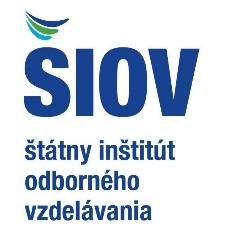 ŠIOV
štátny inštitút
odborného
vzdelávania